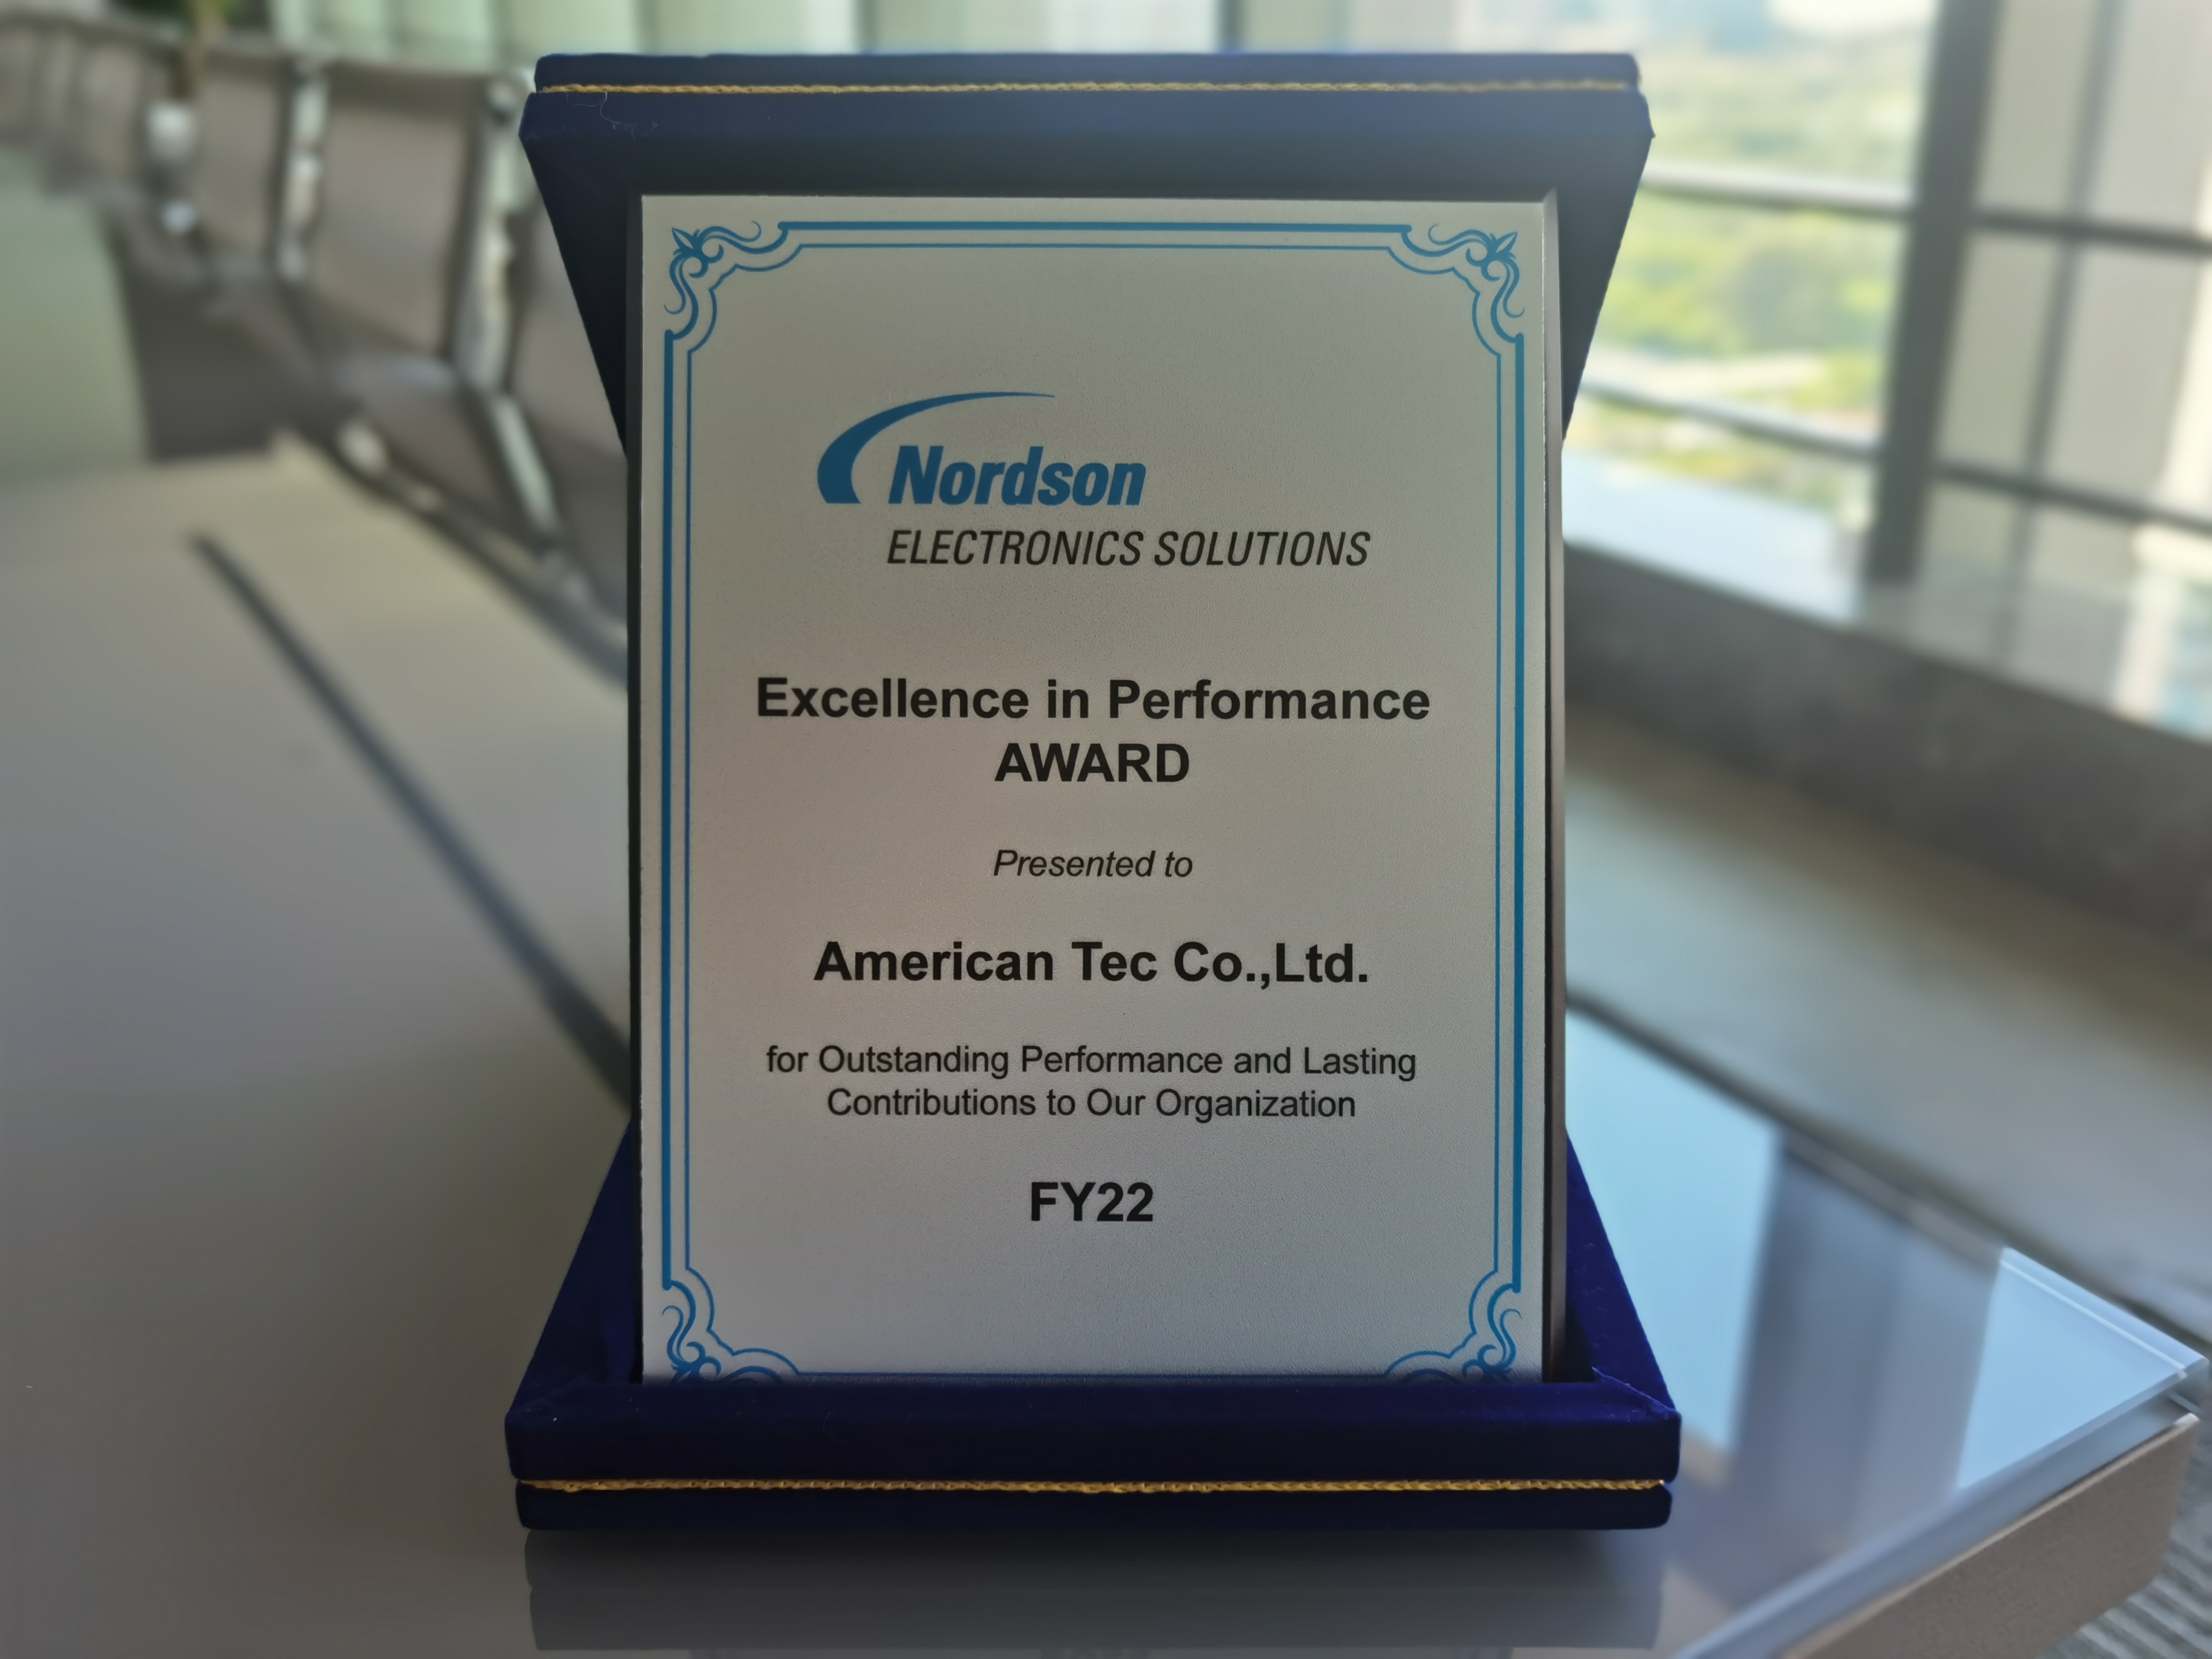 Nordson
ELECTRONICS SOLUTIONS
Excellence in Performance
AWARD
Presented to
American Tec Co.,Ltd.
for Outstanding Performance and Lasting
Contributions to Our Organization
FY22